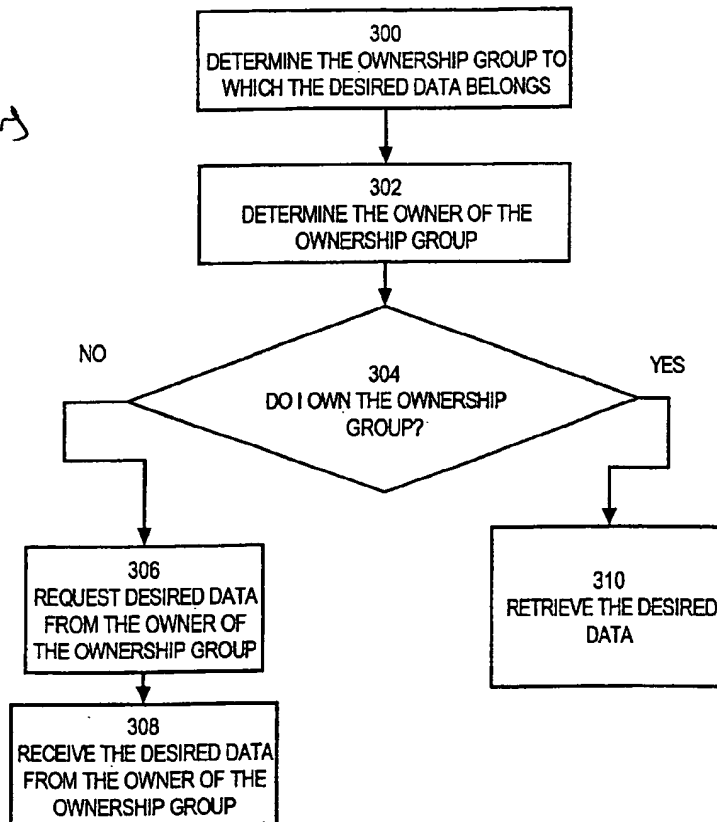 300
DETERMINE THE OWNERSHIP GROUP TO
WHICH THE DESIRED DATA BELONGS
302
DETERMINE THE OWNER OF THE
OWNERSHIP GROUP
NO
304
DO I OWN THE OWNERSHIP
GROUP?
YES
306
REQUEST DESIRED DATA
FROM THE OWNER OF
THE OWNERSHIP GROUP
310
RETRIEVE THE DESIRED
DATA
308
RECEIVE THE DESIRED DATA
FROM THE OWNER OF THE
OWNERSHIP GROUP